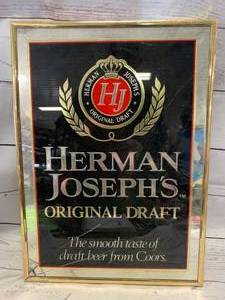 HERMAN JOSEPH'S
HJ
ORIGINAL DRAFT
HERMAN
JOSEPH'S
ORIGINAL DRAFT
The smooth taste of
draft beer from Coors.